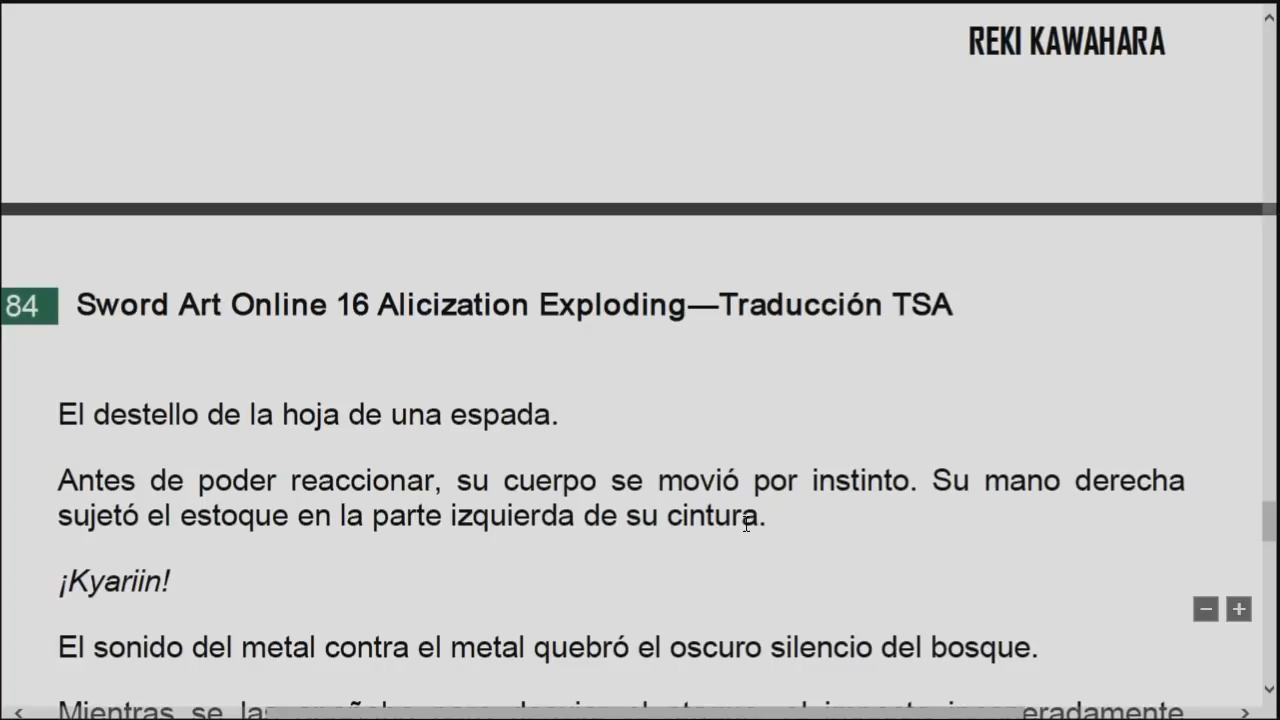 REKI KAWAHARA
84 Sword Art Online 16 Alicization Exploding—Traducción TSA
El destello de la hoja de una espada.
Antes de poder reaccionar, su cuerpo se movió por instinto. Su mano derecha
sujetó el estoque en la parte izquierda de su cintura.
¡Kyariin!
El sonido del metal contra el metal quebró el oscuro silencio del bosque.
Mientras se las